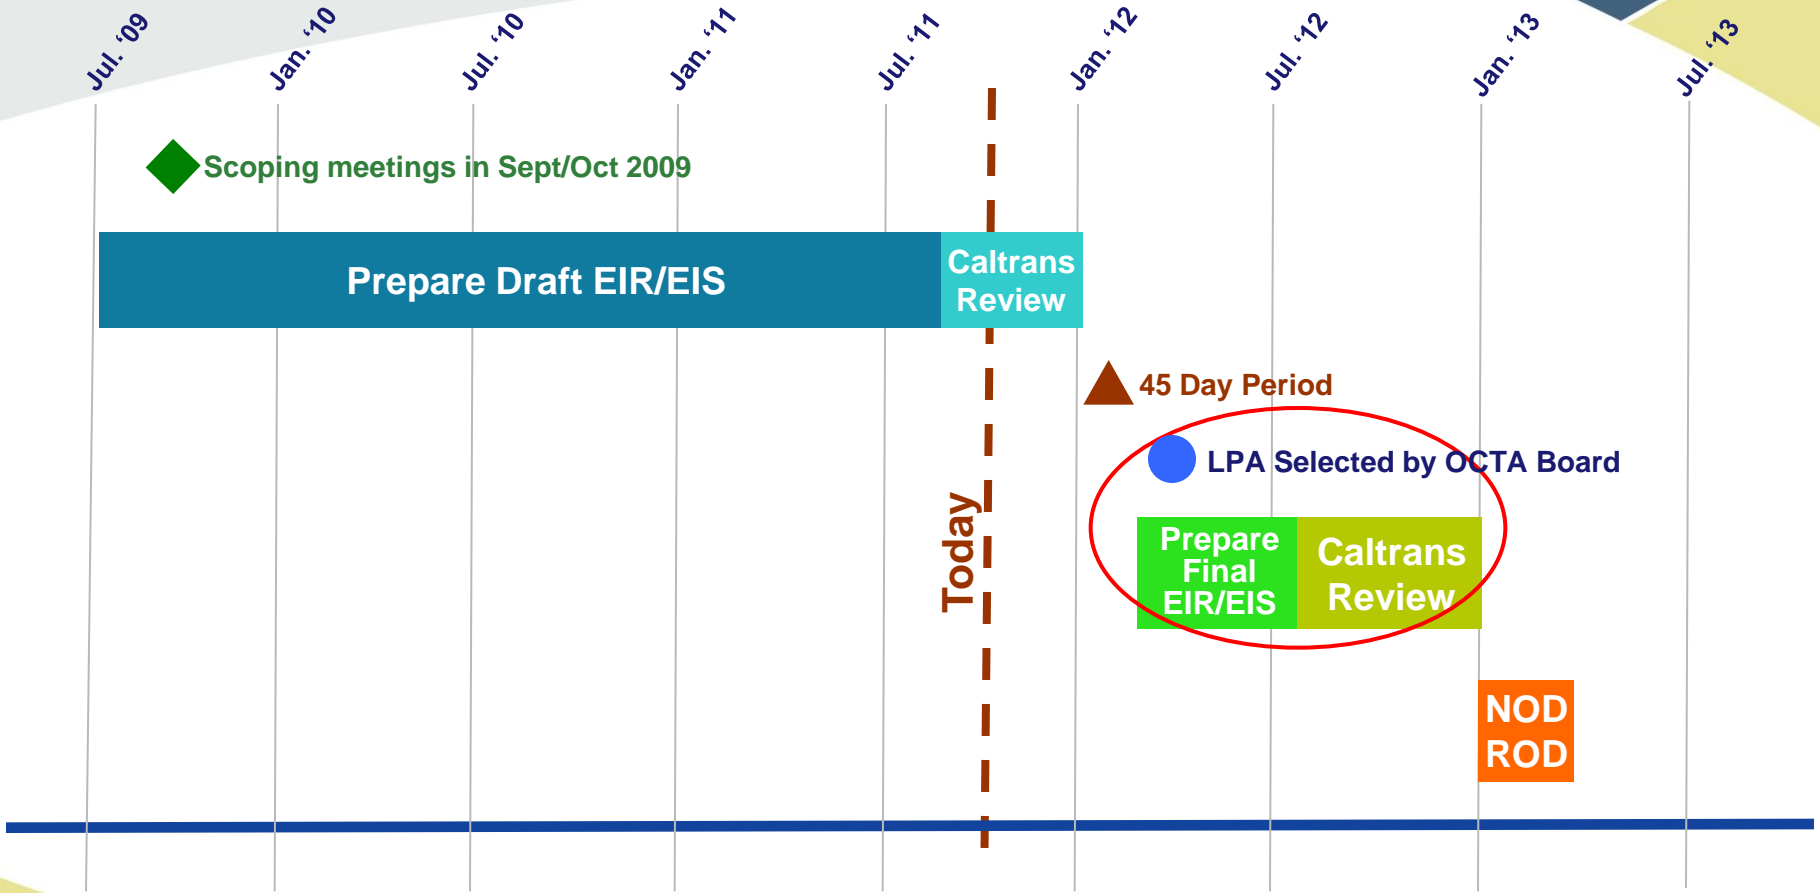 Jul. ‘09
Jan. ‘10
Jul. ‘10
Jan. ‘11
Jul. ‘11
Jan. ‘12
Jul. ‘12
Jan. ‘13
Jul. ‘13
Scoping meetings in Sept/Oct 2009
Prepare Draft EIR/EIS
Caltrans
Review
45 Day Period
LPA Selected by OCTA Board
Today
Prepare
Final
EIR/EIS
Caltrans
Review
NOD
ROD